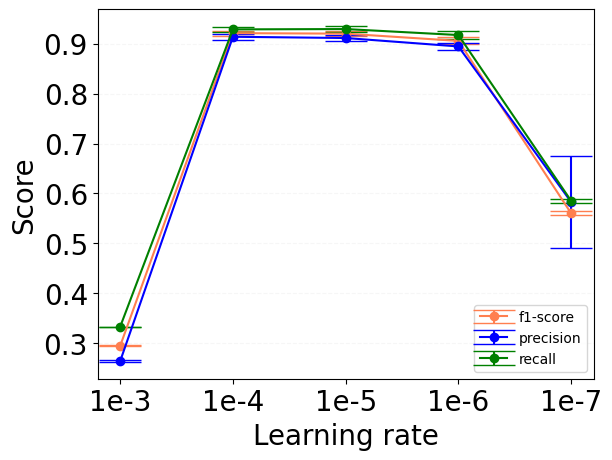 Score
0.9
0.8
0.7
0.6
0.5
0.4
0.3
f1-score
precision
recall
1e-3 1e-4 1e-5 1e-6 1e-7
Learning rate